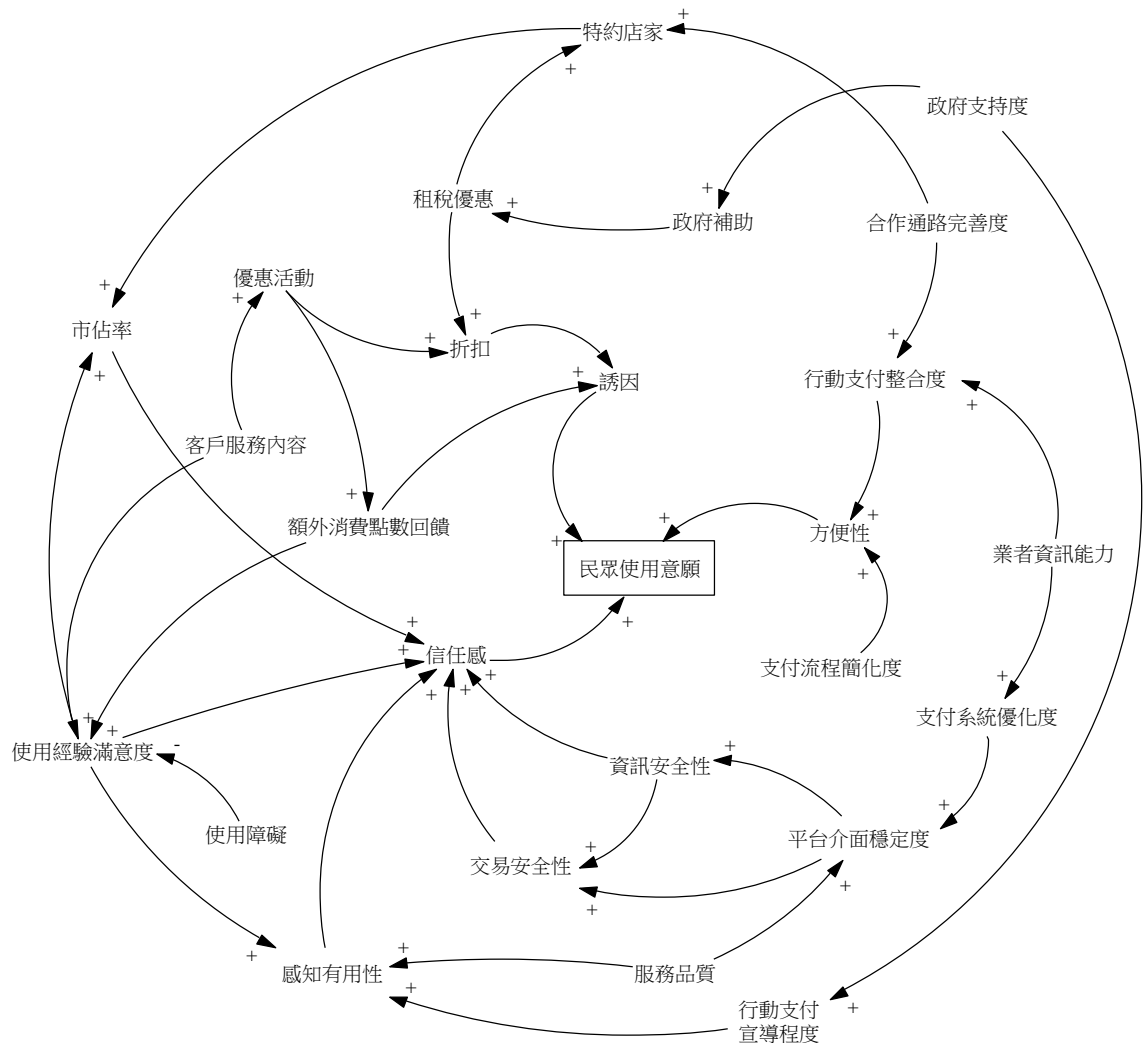 特約店家
政府支持度
租稅優惠
政府補助
合作通路完善度
優惠活動
市佔率
折扣
誘因
行動支付整合度
客戶服務內容
額外消費點數回饋
方便性
業者資訊能力
民眾使用意願
信任感
支付流程簡化度
支付系統優化度
使用經驗滿意度
資訊安全性
使用障礙
交易安全性
平台介面穩定度
感知有用性
服務品質
行動支付
宣導程度